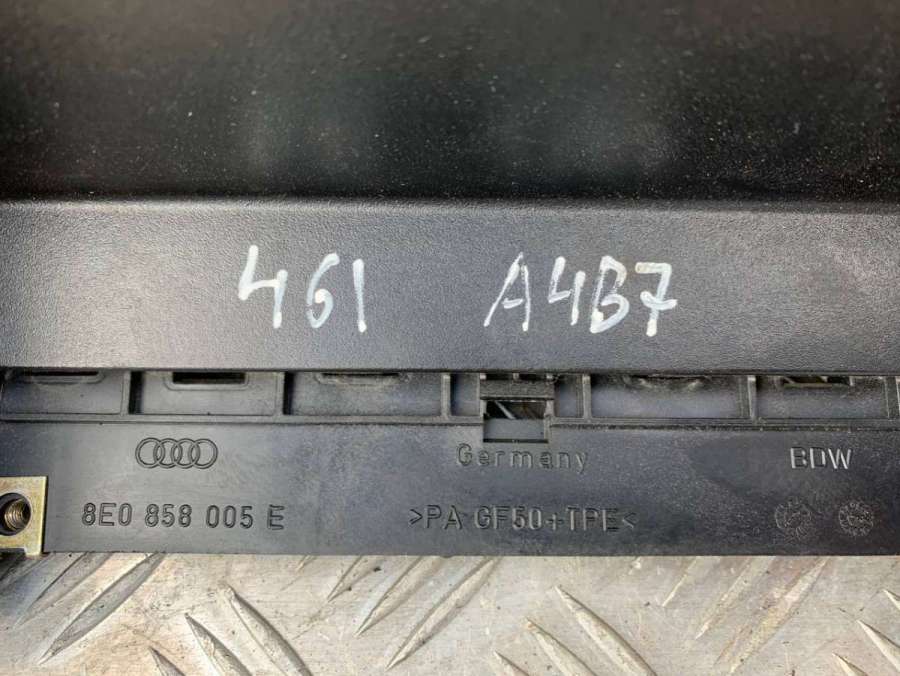 461 A4B7
Germany BDW
8E0 858 005 E >PA GF50+TPE<